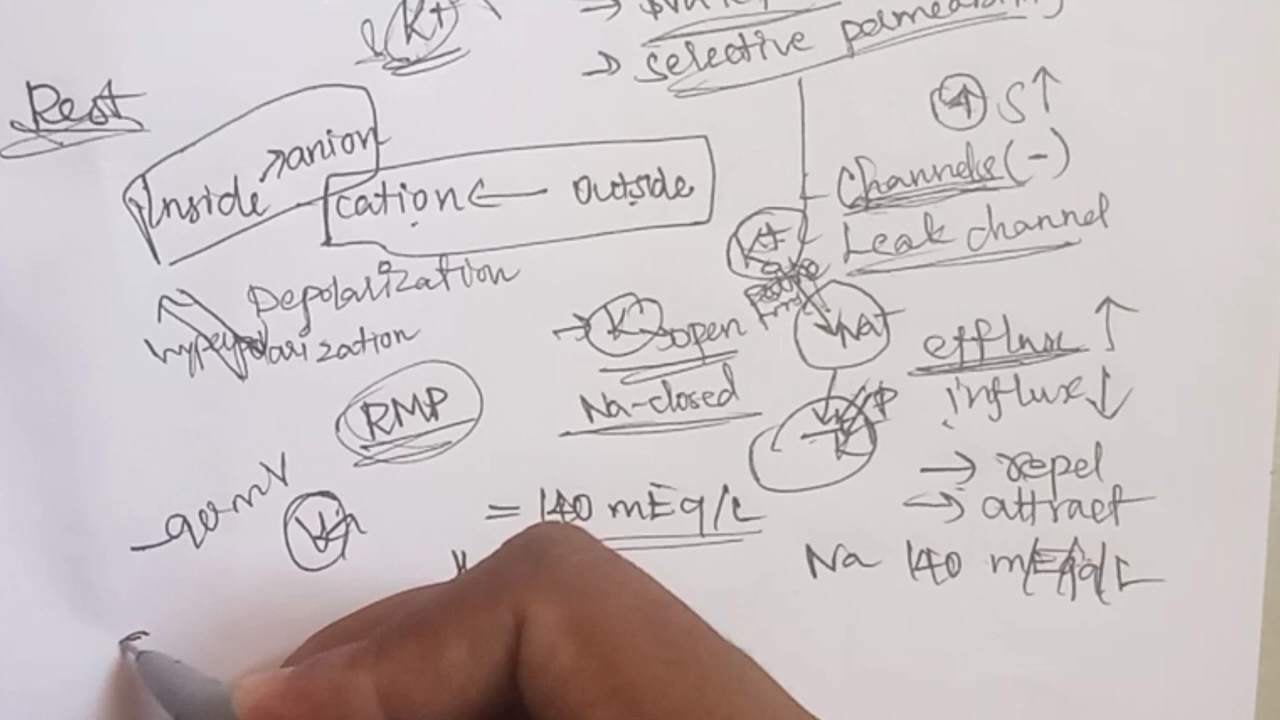 K+
→ selective permeability
Rest
S↑
Inside → anion
cation ← outside
Channels (-)
K+
Leak channel
Depolarization
hyperpolarization
→ K open
Na+
efflux ↑
RMP
Na-closed
influx ↓
→ repel
-90mV
= 140 mEq/L
→ attract
Na 140 mEq/L